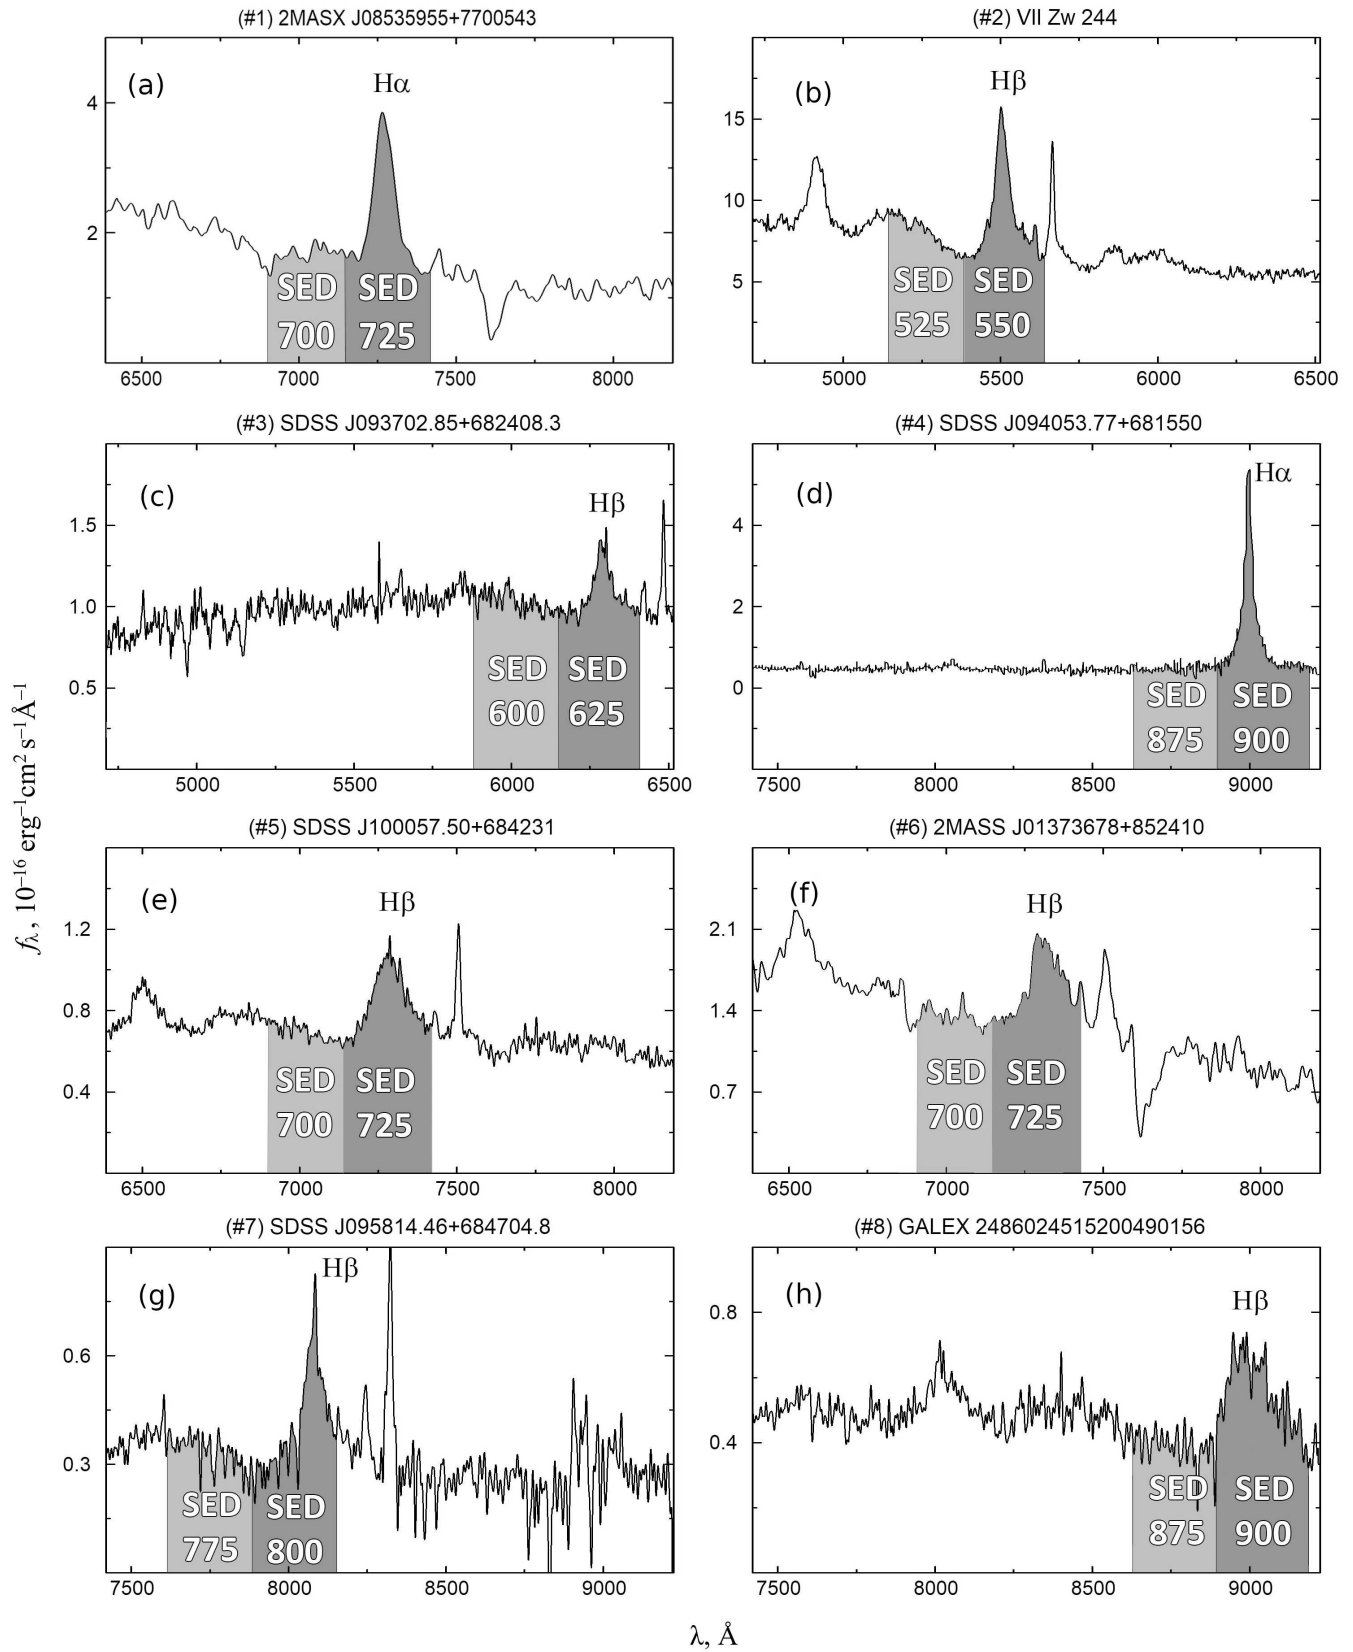 (#1) 2MASX J08535955+7700543
(a)
Hα
4
2
SED
700
SED
725
6500 7000 7500 8000
(#2) VII Zw 244
(b)
Hβ
15
10
5
SED
525
SED
550
5000 5500 6000 6500
(#3) SDSS J093702.85+682408.3
(c)
Hβ
1.5
1.0
0.5
SED
600
SED
625
5000 5500 6000 6500
(#4) SDSS J094053.77+681550
(d)
Hα
4
2
0
SED
875
SED
900
7500 8000 8500 9000
(#5) SDSS J100057.50+684231
(e)
Hβ
1.2
0.8
0.4
SED
700
SED
725
6500 7000 7500 8000
(#6) 2MASS J01373678+852410
(f)
Hβ
2.1
1.4
0.7
SED
700
SED
725
6500 7000 7500 8000
(#7) SDSS J095814.46+684704.8
(g)
Hβ
0.6
0.3
SED
775
SED
800
7500 8000 8500 9000
(#8) GALEX 2486024515200490156
(h)
Hβ
0.8
0.4
SED
875
SED
900
7500 8000 8500 9000
fλ, 10⁻¹⁶ erg⁻¹cm² s⁻¹Å⁻¹
λ, Å